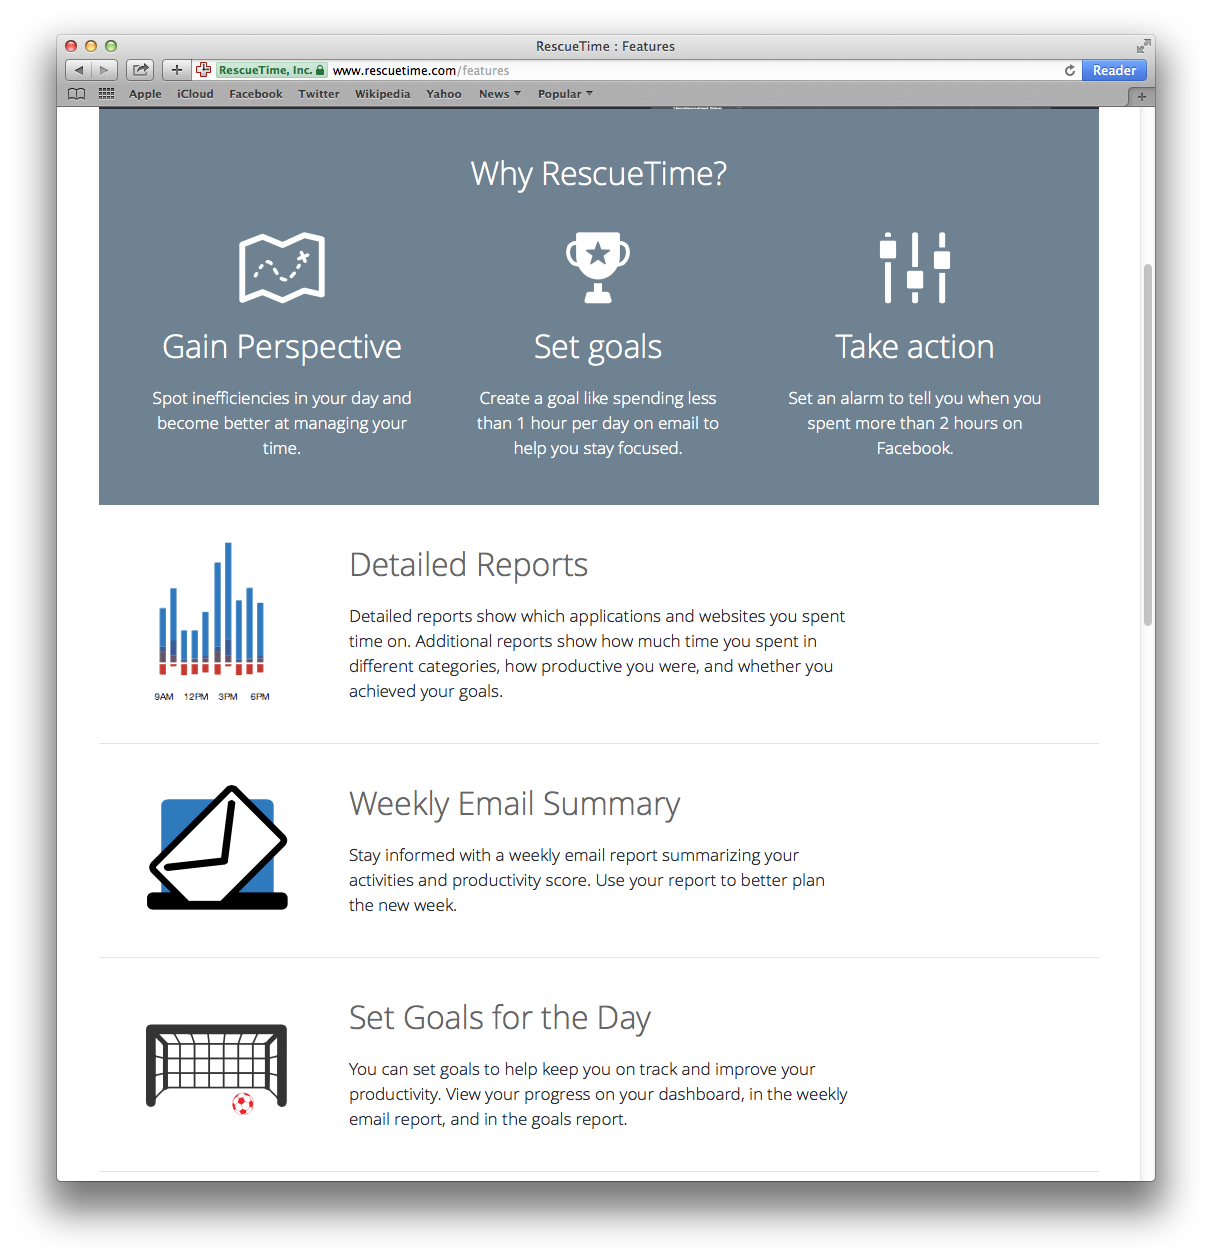 RescueTime : Features
RescueTime, Inc. www.rescuetime.com/features
Reader
Apple iCloud Facebook Twitter Wikipedia Yahoo News Popular
Why RescueTime?
Gain Perspective
Spot inefficiencies in your day and
become better at managing your
time.
Set goals
Create a goal like spending less
than 1 hour per day on email to
help you stay focused.
Take action
Set an alarm to tell you when you
spent more than 2 hours on
Facebook.
9AM 12PM 3PM 6PM
Detailed Reports
Detailed reports show which applications and websites you spent
time on. Additional reports show how much time you spent in
different categories, how productive you were, and whether you
achieved your goals.
Weekly Email Summary
Stay informed with a weekly email report summarizing your
activities and productivity score. Use your report to better plan
the new week.
Set Goals for the Day
You can set goals to help keep you on track and improve your
productivity. View your progress on your dashboard, in the weekly
email report, and in the goals report.